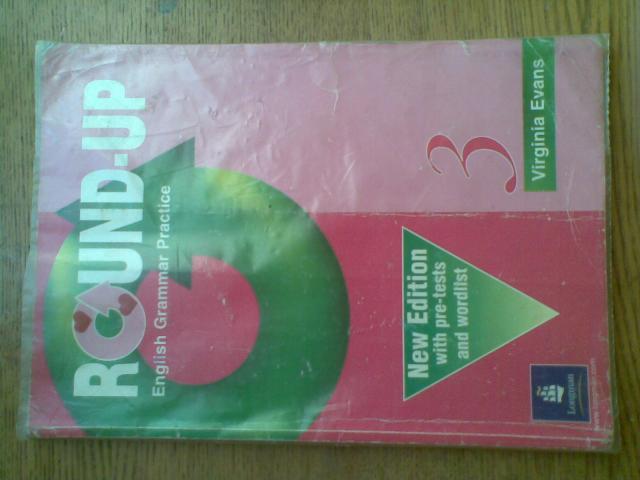 ROUND-UP
English Grammar Practice
New Edition
with pre-tests
and wordlist
3
Virginia Evans
Longman